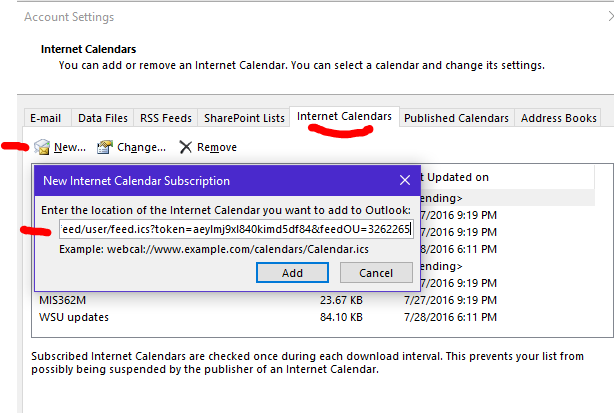 Account Settings
Internet Calendars
You can add or remove an Internet Calendar. You can select a calendar and change its settings.
E-mail Data Files RSS Feeds SharePoint Lists Internet Calendars Published Calendars Address Books
New... Change... Remove
t Updated on
New Internet Calendar Subscription
ending>
Enter the location of the Internet Calendar you want to add to Outlook:
7/2016 9:19 PM
feed/user/feed.ics?token=aeylmj9xl840kimd5df84&feedOU=3262265
7/2016 9:19 PM
8/2016 6:11 PM
Example: webcal://www.example.com/calendars/Calendar.ics
ending>
Add Cancel
7/2016 9:19 PM
MIS362M 23.67 KB 7/27/2016 9:19 PM
WSU updates 84.10 KB 7/28/2016 6:11 PM
Subscribed Internet Calendars are checked once during each download interval. This prevents your list from
possibly being suspended by the publisher of an Internet Calendar.